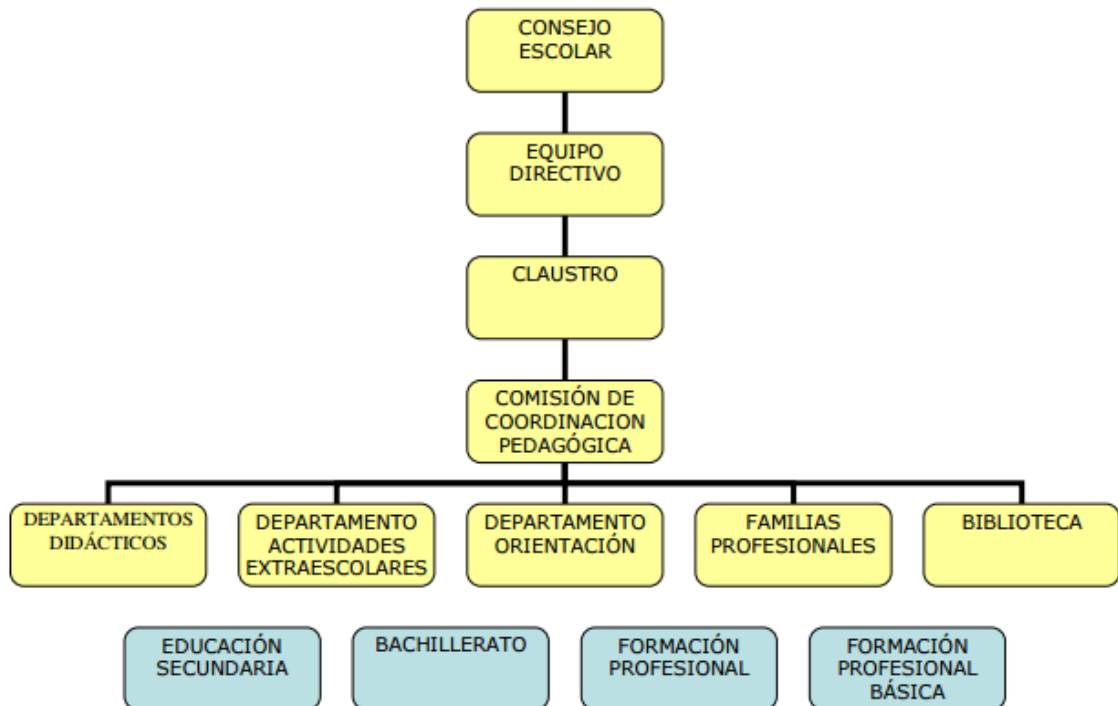 CONSEJO
ESCOLAR
EQUIPO
DIRECTIVO
CLAUSTRO
COMISIÓN DE
COORDINACION
PEDAGÓGICA
DEPARTAMENTOS
DIDÁCTICOS
DEPARTAMENTO
ACTIVIDADES
EXTRAESCOLARES
DEPARTAMENTO
ORIENTACIÓN
FAMILIAS
PROFESIONALES
BIBLIOTECA
EDUCACIÓN
SECUNDARIA
BACHILLERATO
FORMACIÓN
PROFESIONAL
FORMACIÓN
PROFESIONAL
BÁSICA